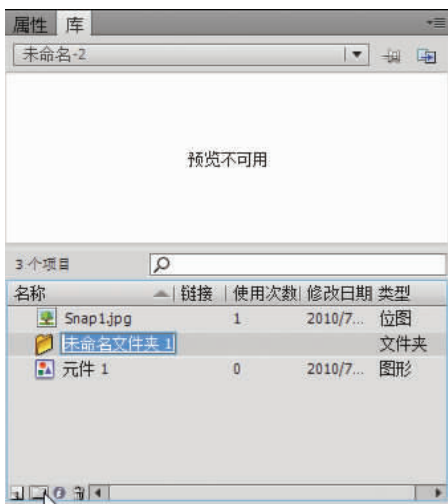 属性 库
未命名-2
预览不可用
3 个项目
名称 链接 使用次数 修改日期 类型
Snap1.jpg 1 2010/7... 位图
未命名文件夹 1 文件夹
元件 1 0 2010/7... 图形